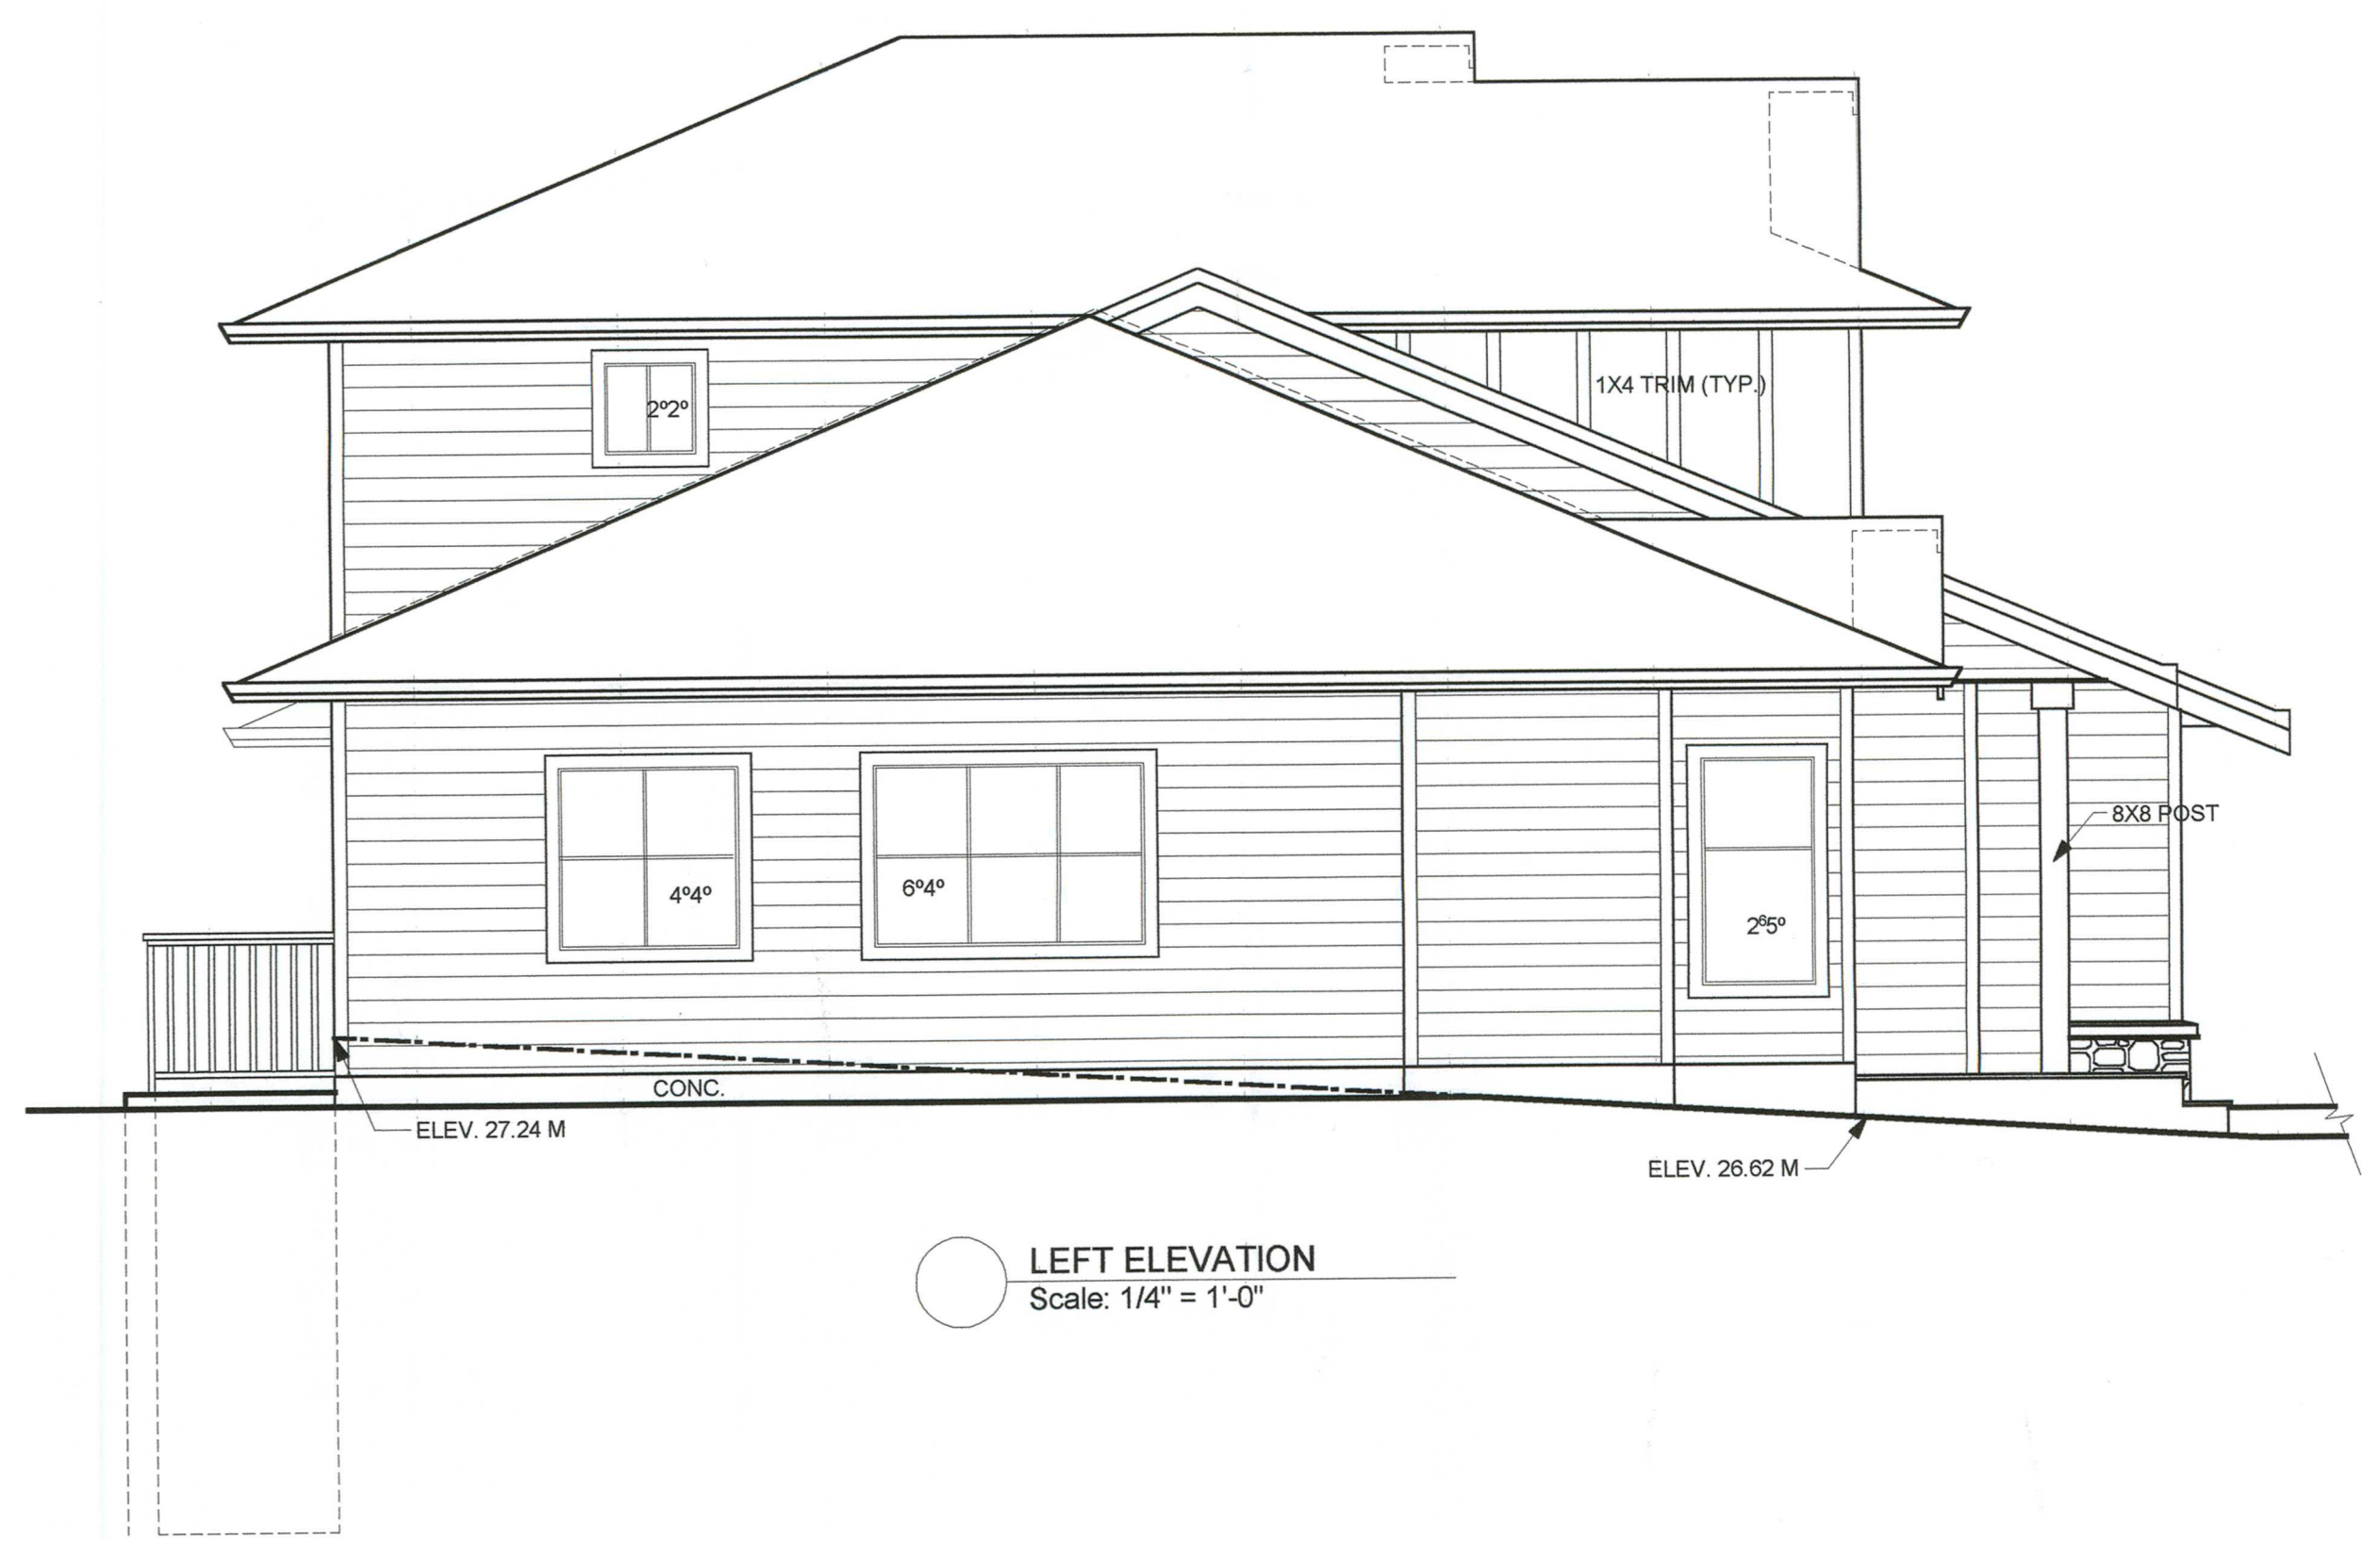 1X4 TRIM (TYP.)
2⁰2⁰
8X8 POST
4⁰4⁰
6⁰4⁰
2⁶5⁰
CONC.
ELEV. 27.24 M
ELEV. 26.62 M
LEFT ELEVATION
Scale: 1/4" = 1'-0"